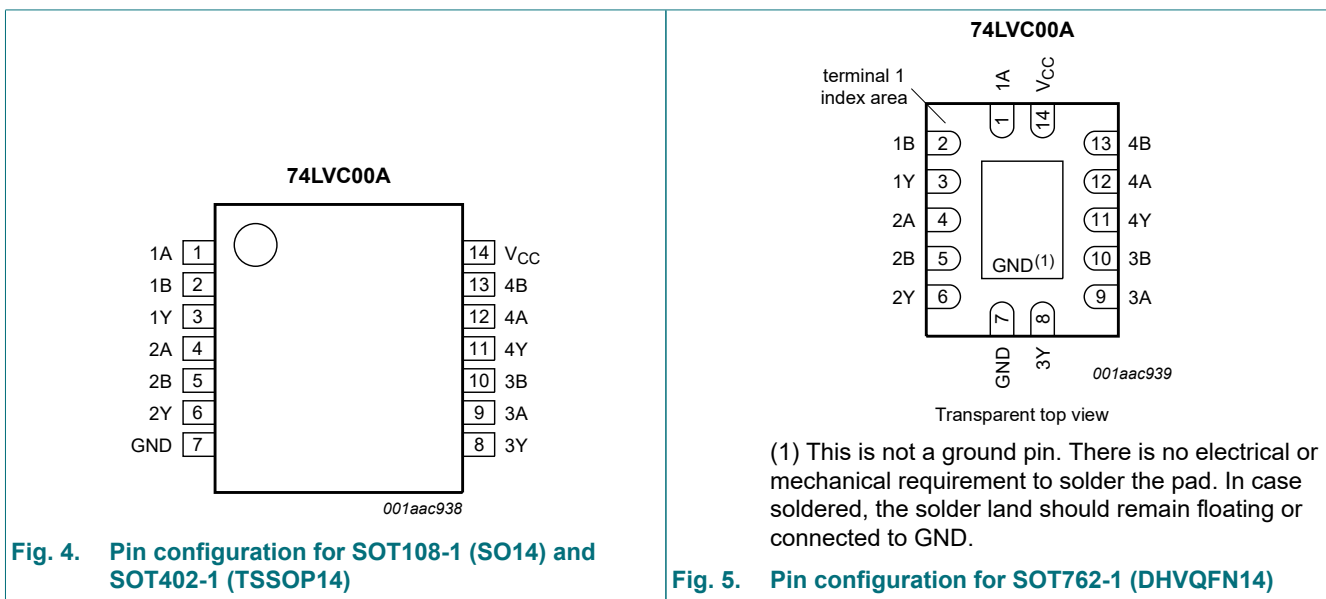 74LVC00A
1A 1 14 VCC
1B 2 13 4B
1Y 3 12 4A
2A 4 11 4Y
2B 5 10 3B
2Y 6 9 3A
GND 7 8 3Y
001aac938
Fig. 4. Pin configuration for SOT108-1 (SO14) and
SOT402-1 (TSSOP14)
74LVC00A
terminal 1
index area
1A VCC
1 14
1B 2 13 4B
1Y 3 12 4A
2A 4 11 4Y
2B 5 10 3B
GND(1)
2Y 6 9 3A
7 8
GND 3Y
001aac939
Transparent top view
(1) This is not a ground pin. There is no electrical or
mechanical requirement to solder the pad. In case
soldered, the solder land should remain floating or
connected to GND.
Fig. 5. Pin configuration for SOT762-1 (DHVQFN14)